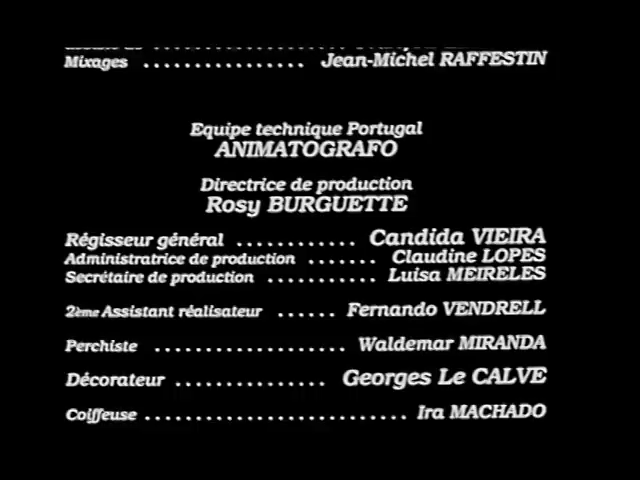 Mixages ................ Jean-Michel RAFFESTIN
Equipe technique Portugal
ANIMATOGRAFO
Directrice de production
Rosy BURGUETTE
Régisseur général ............ Candida VIEIRA
Administratrice de production ....... Claudine LOPES
Secrétaire de production ........... Luisa MEIRELES
2ème Assistant réalisateur ...... Fernando VENDRELL
Perchiste ................... Waldemar MIRANDA
Décorateur ............... Georges Le CALVE
Coiffeuse .......................... Ira MACHADO